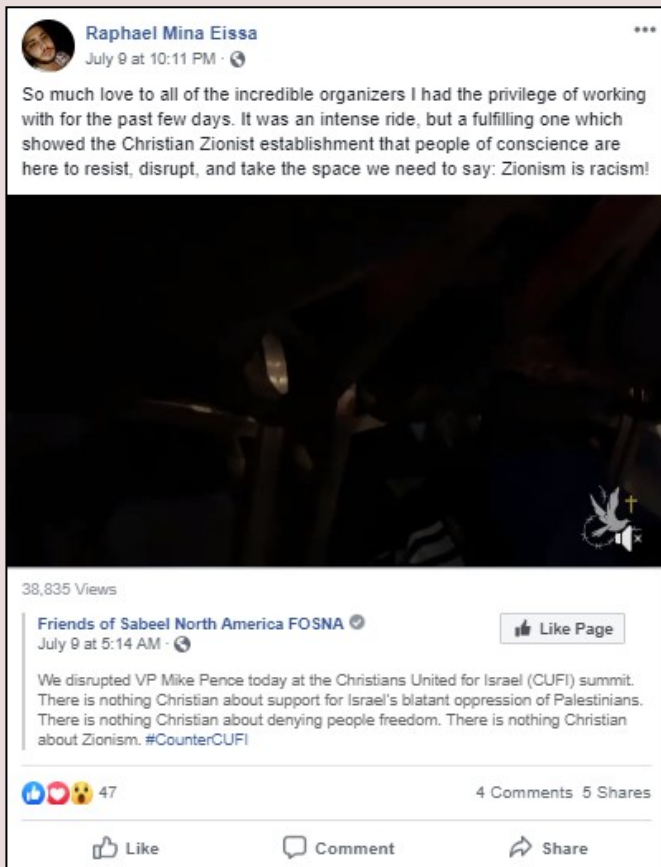 Raphael Mina Eissa
July 9 at 10:11 PM ·
So much love to all of the incredible organizers I had the privilege of working
with for the past few days. It was an intense ride, but a fulfilling one which
showed the Christian Zionist establishment that people of conscience are
here to resist, disrupt, and take the space we need to say: Zionism is racism!
38,835 Views
Friends of Sabeel North America FOSNA
July 9 at 5:14 AM ·
Like Page
We disrupted VP Mike Pence today at the Christians United for Israel (CUFI) summit.
There is nothing Christian about support for Israel's blatant oppression of Palestinians.
There is nothing Christian about denying people freedom. There is nothing Christian
about Zionism. #CounterCUFI
47
4 Comments 5 Shares
Like Comment Share